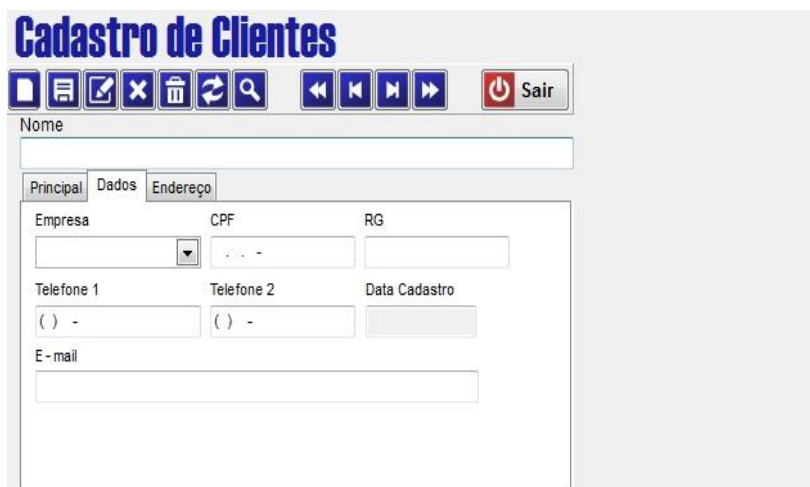 Cadastro de Clientes
Sair
Nome
Principal Dados Endereço
Empresa CPF RG
. . -
Telefone 1 Telefone 2 Data Cadastro
( ) - ( ) -
E - mail